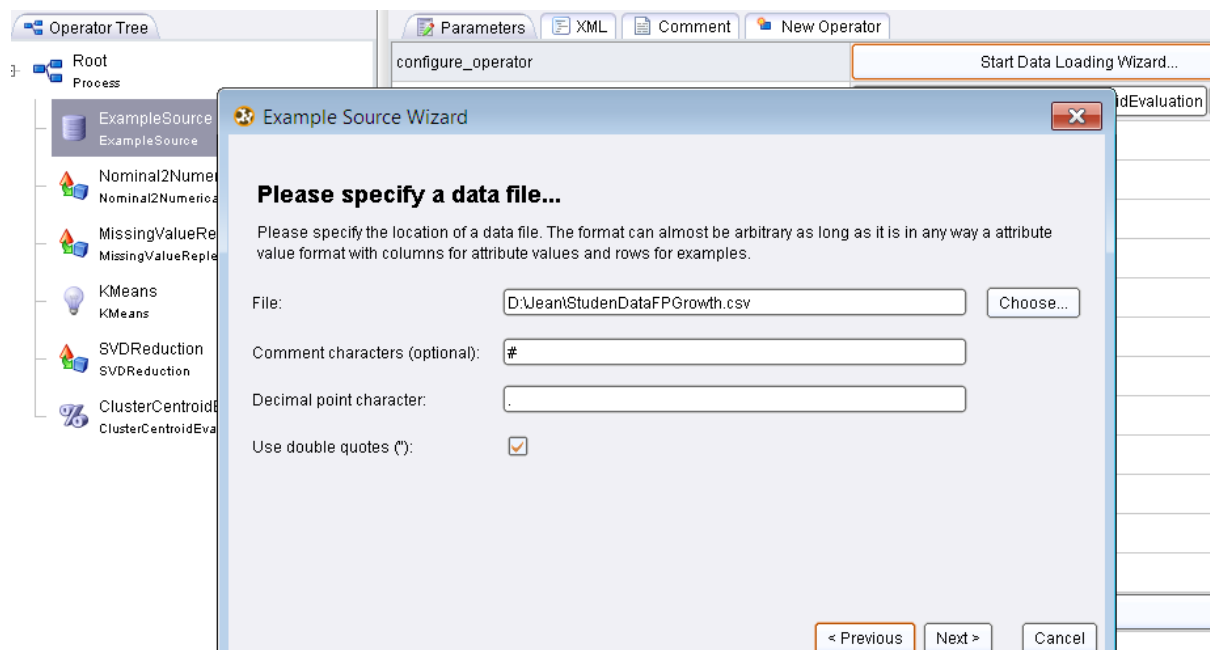 Operator Tree
Parameters XML Comment New Operator
Root
Process
configure_operator Start Data Loading Wizard...
idEvaluation
ExampleSource
ExampleSource
Example Source Wizard
Nominal2Numer
Nominal2Numerica
Please specify a data file...
MissingValueRe
MissingValueReple
Please specify the location of a data file. The format can almost be arbitrary as long as it is in any way a attribute
value format with columns for attribute values and rows for examples.
KMeans
KMeans
File: D:\Jean\StudenDataFPGrowth.csv Choose...
SVDReduction
SVDReduction
Comment characters (optional): #
Decimal point character: .
ClusterCentroidE
ClusterCentroidEva
Use double quotes ("):
< Previous Next > Cancel